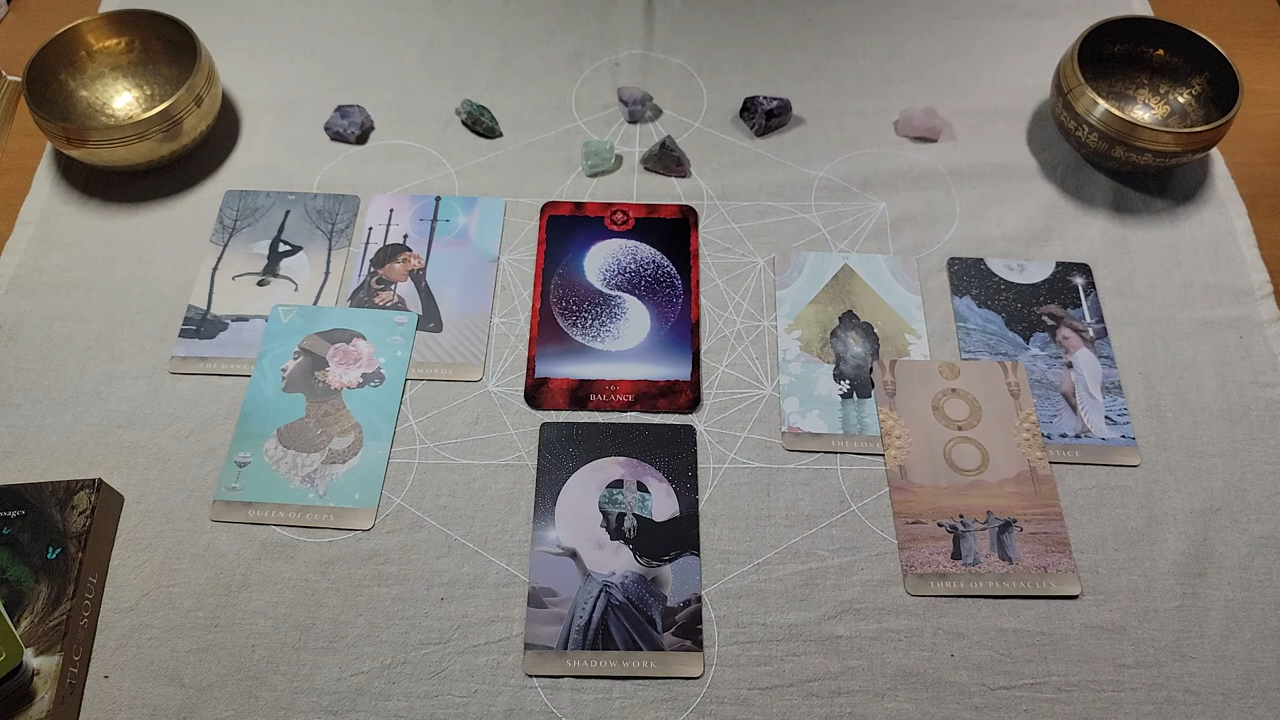 THE HANG
SWORDS
QUEEN OF CUPS
·6·
BALANCE
SHADOW WORK
THE LOVE
STICE
THREE OF PENTACLES
ssages
SOUL